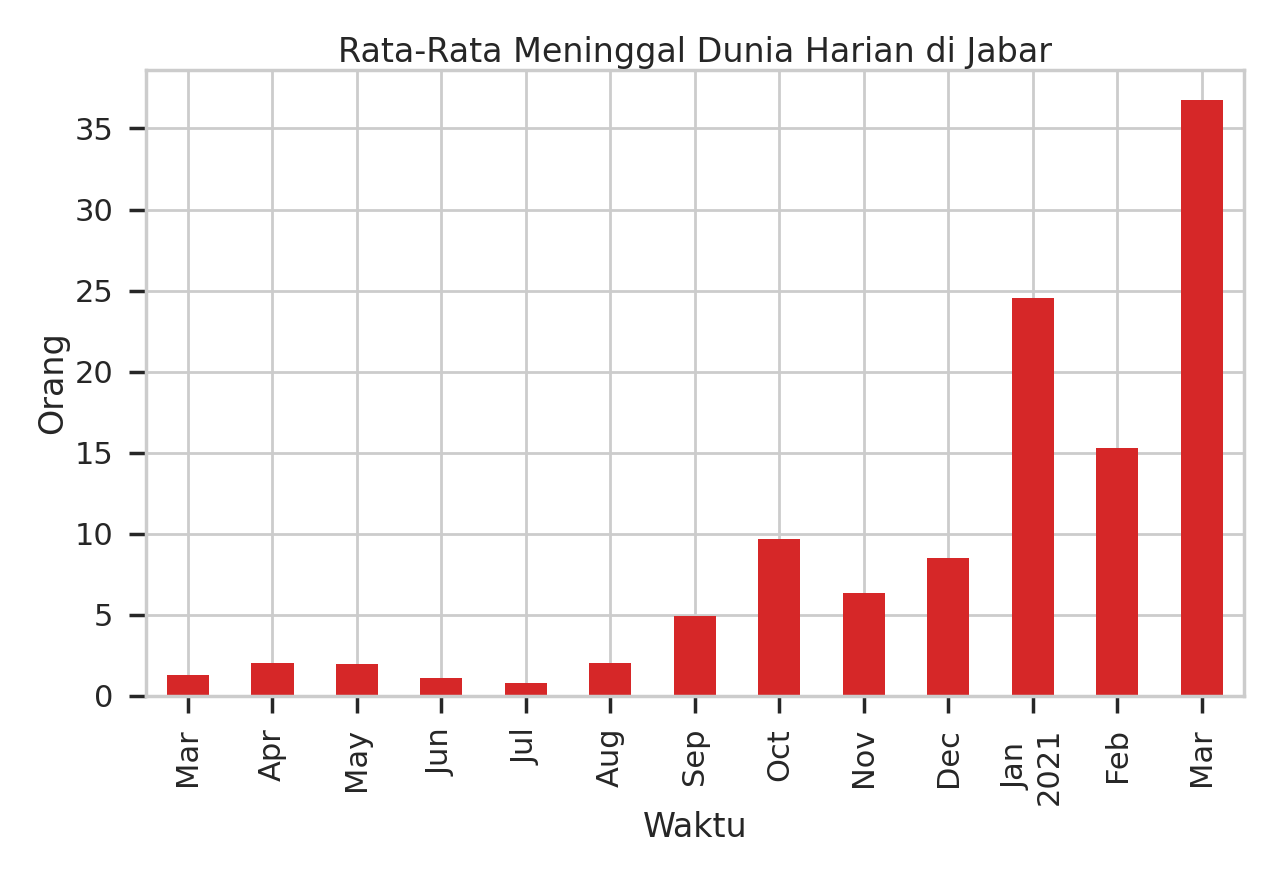 Rata-Rata Meninggal Dunia Harian di Jabar
Orang
35
30
25
20
15
10
5
0
Mar
Apr
May
Jun
Jul
Aug
Sep
Oct
Nov
Dec
Jan
2021
Feb
Mar
Waktu